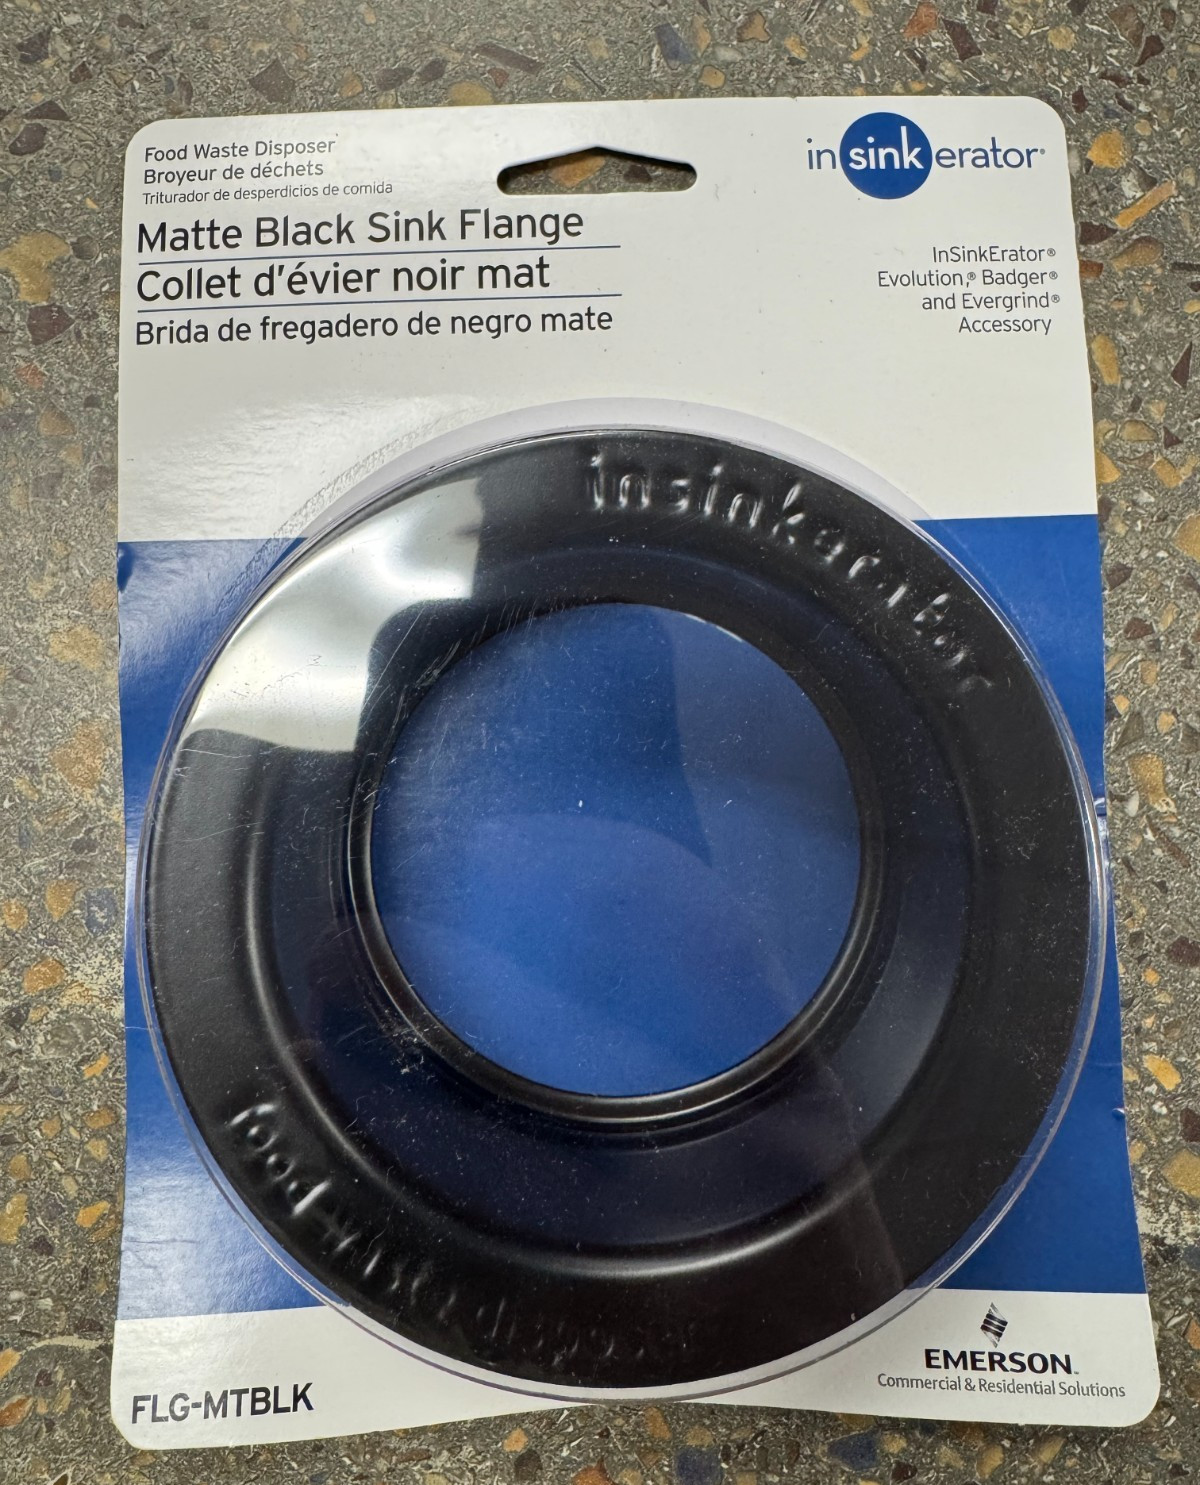 Food Waste Disposer
Broyeur de déchets
Triturador de desperdicios de comida
Matte Black Sink Flange
Collet d'évier noir mat
Brida de fregadero de negro mate
insinkerator®
InSinkErator®
Evolution,® Badger®
and Evergrind®
Accessory
insinkerator
food waste disposer
FLG-MTBLK
EMERSON™
Commercial & Residential Solutions